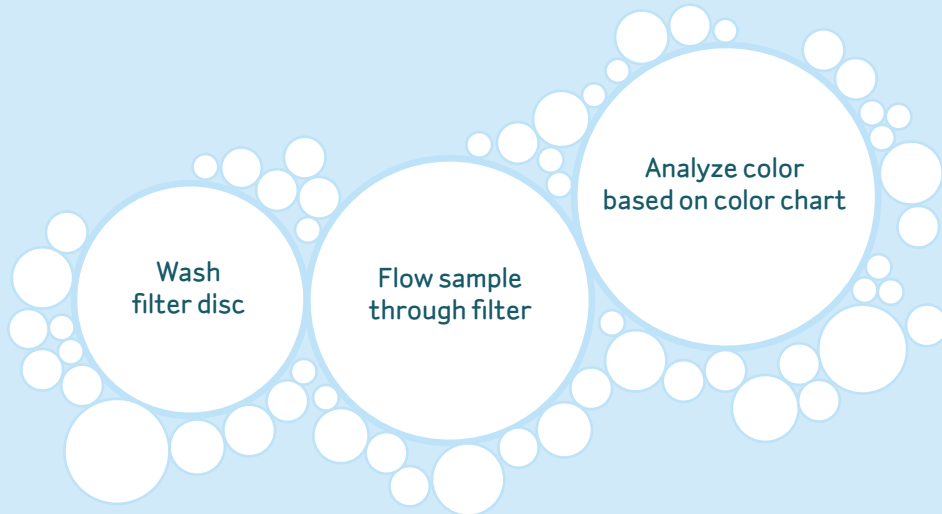 Wash
filter disc
Flow sample
through filter
Analyze color
based on color chart